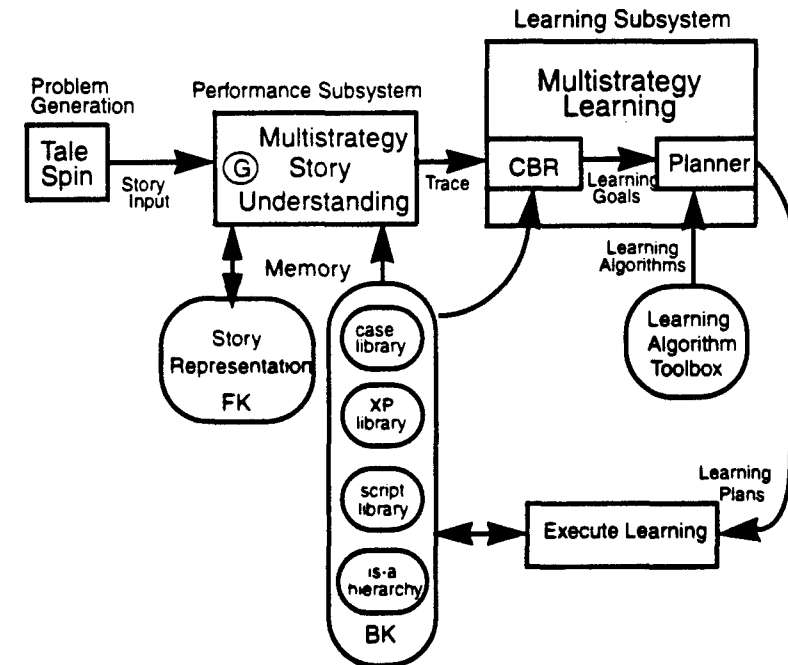 Learning Subsystem
Problem
Generation
Performance Subsystem
Multistrategy
Learning
Tale
Spin
Story
Input
G
Multistrategy
Story
Understanding
Trace
CBR
Learning
Goals
Planner
Memory
Learning
Algorithms
Story
Representation
FK
case
library
XP
library
script
library
is-a
hierarchy
BK
Learning
Algorithm
Toolbox
Learning
Plans
Execute Learning